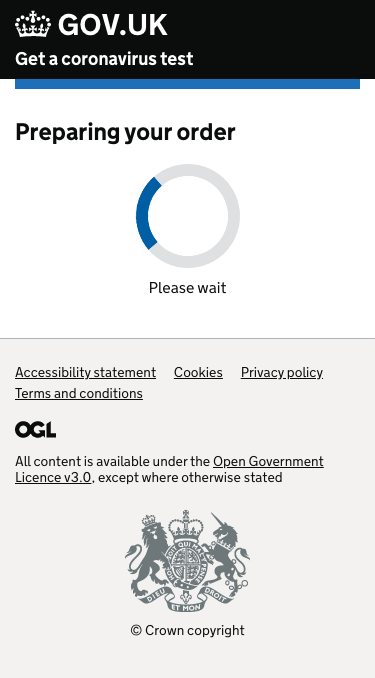 GOV.UK
Get a coronavirus test
Preparing your order
Please wait
Accessibility statement Cookies Privacy policy
Terms and conditions
OGL
All content is available under the Open Government
Licence v3.0, except where otherwise stated
DIEU ET MON DROIT
© Crown copyright